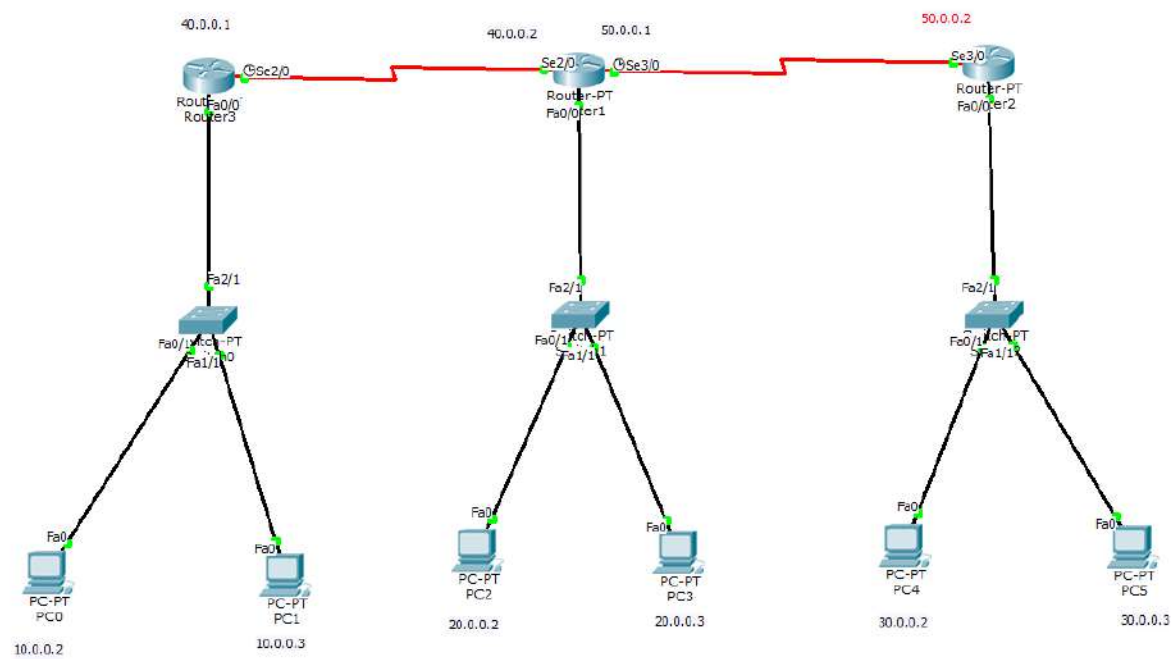 40.0.0.1
40.0.0.2
50.0.0.1
50.0.0.2
Se2/0
Se2/0
Se3/0
Se3/0
Fa0/0
Router3
Router-PT
Fa0/0
Router-PT
Fa0/0
Fa2/1
Fa2/1
Fa2/1
Fa0/1
Fa1/1
Fa0/1
Fa1/1
Fa0/1
Fa1/1
Fa0
Fa0
Fa0
Fa0
Fa0
Fa0
PC-PT
PC0
PC-PT
PC1
PC-PT
PC2
PC-PT
PC3
PC-PT
PC4
PC-PT
PC5
10.0.0.2
10.0.0.3
20.0.0.2
20.0.0.3
30.0.0.2
30.0.0.3